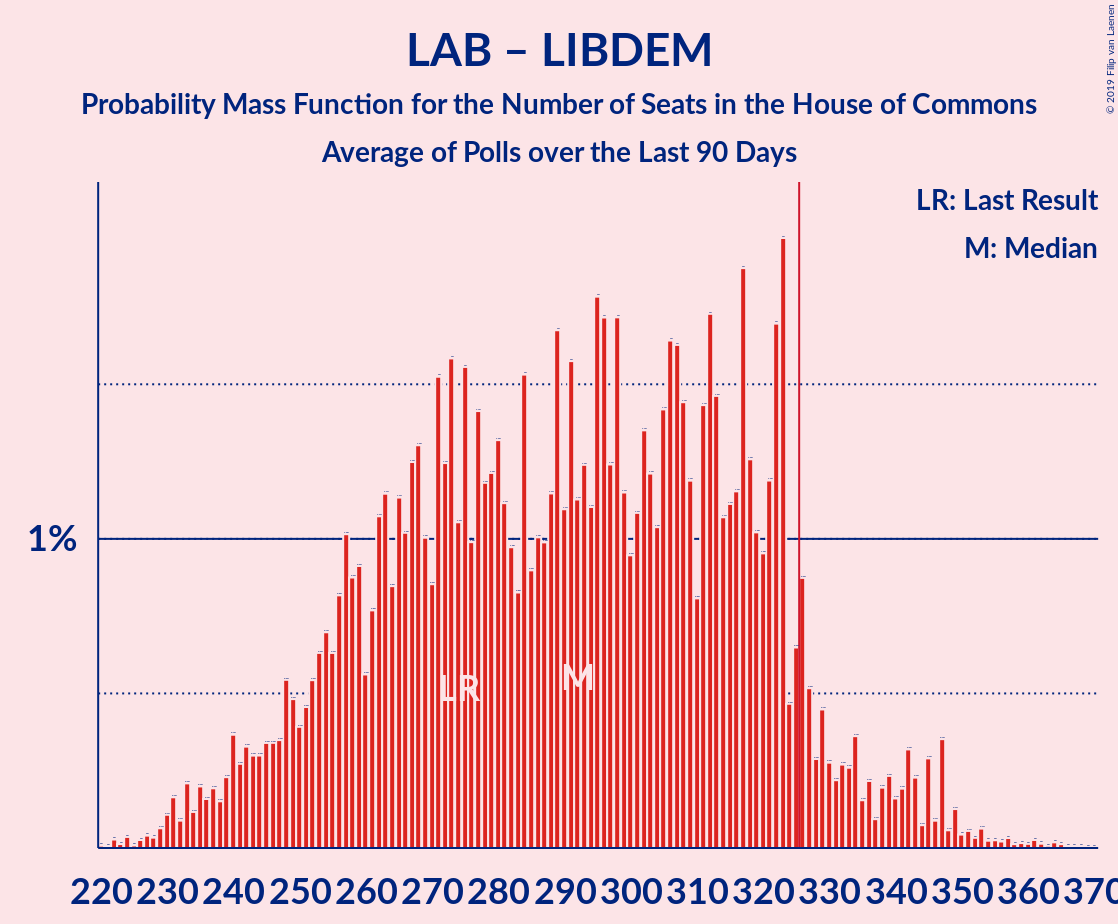 LAB – LIBDEM
Probability Mass Function for the Number of Seats in the House of Commons
Average of Polls over the Last 90 Days
© 2019 Filip van Laenen
LR: Last Result
M: Median
1%
LR
M
220 230 240 250 260 270 280 290 300 310 320 330 340 350 360 370